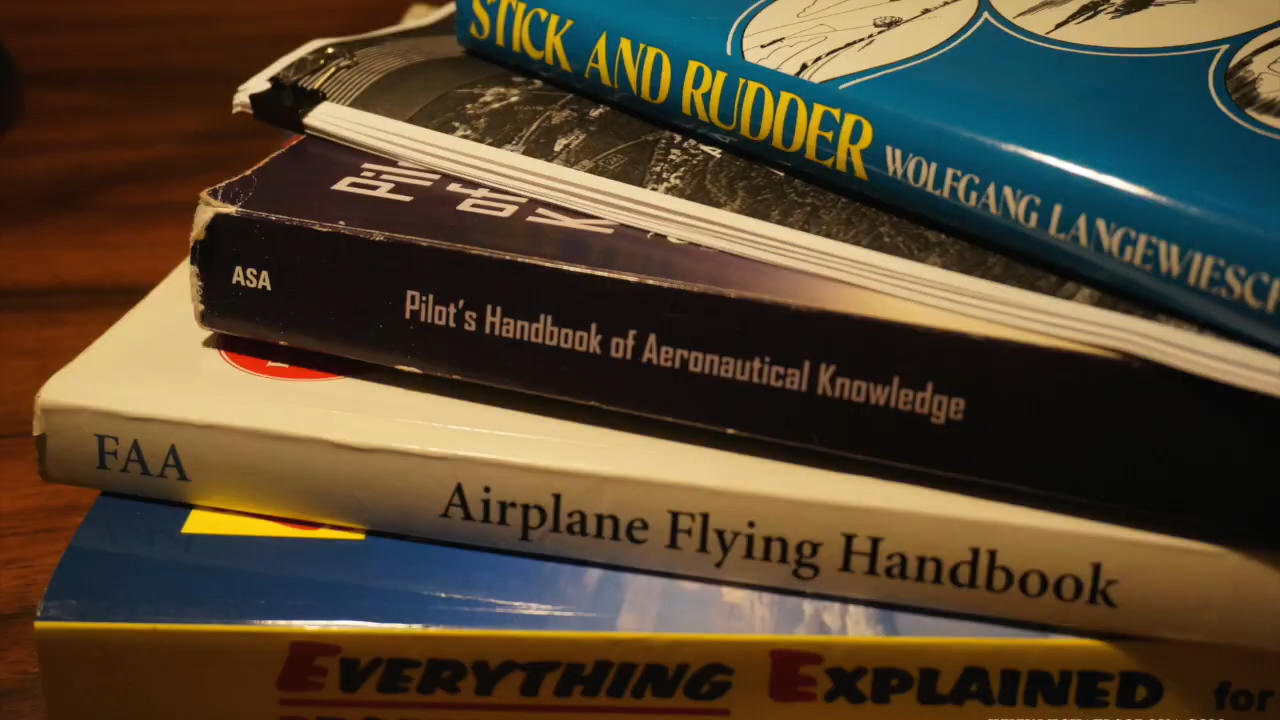 STICK AND RUDDER WOLFGANG LANGEWIESCH
ASA Pilot's Handbook of Aeronautical Knowledge
FAA Airplane Flying Handbook
EVERYTHING EXPLAINED for